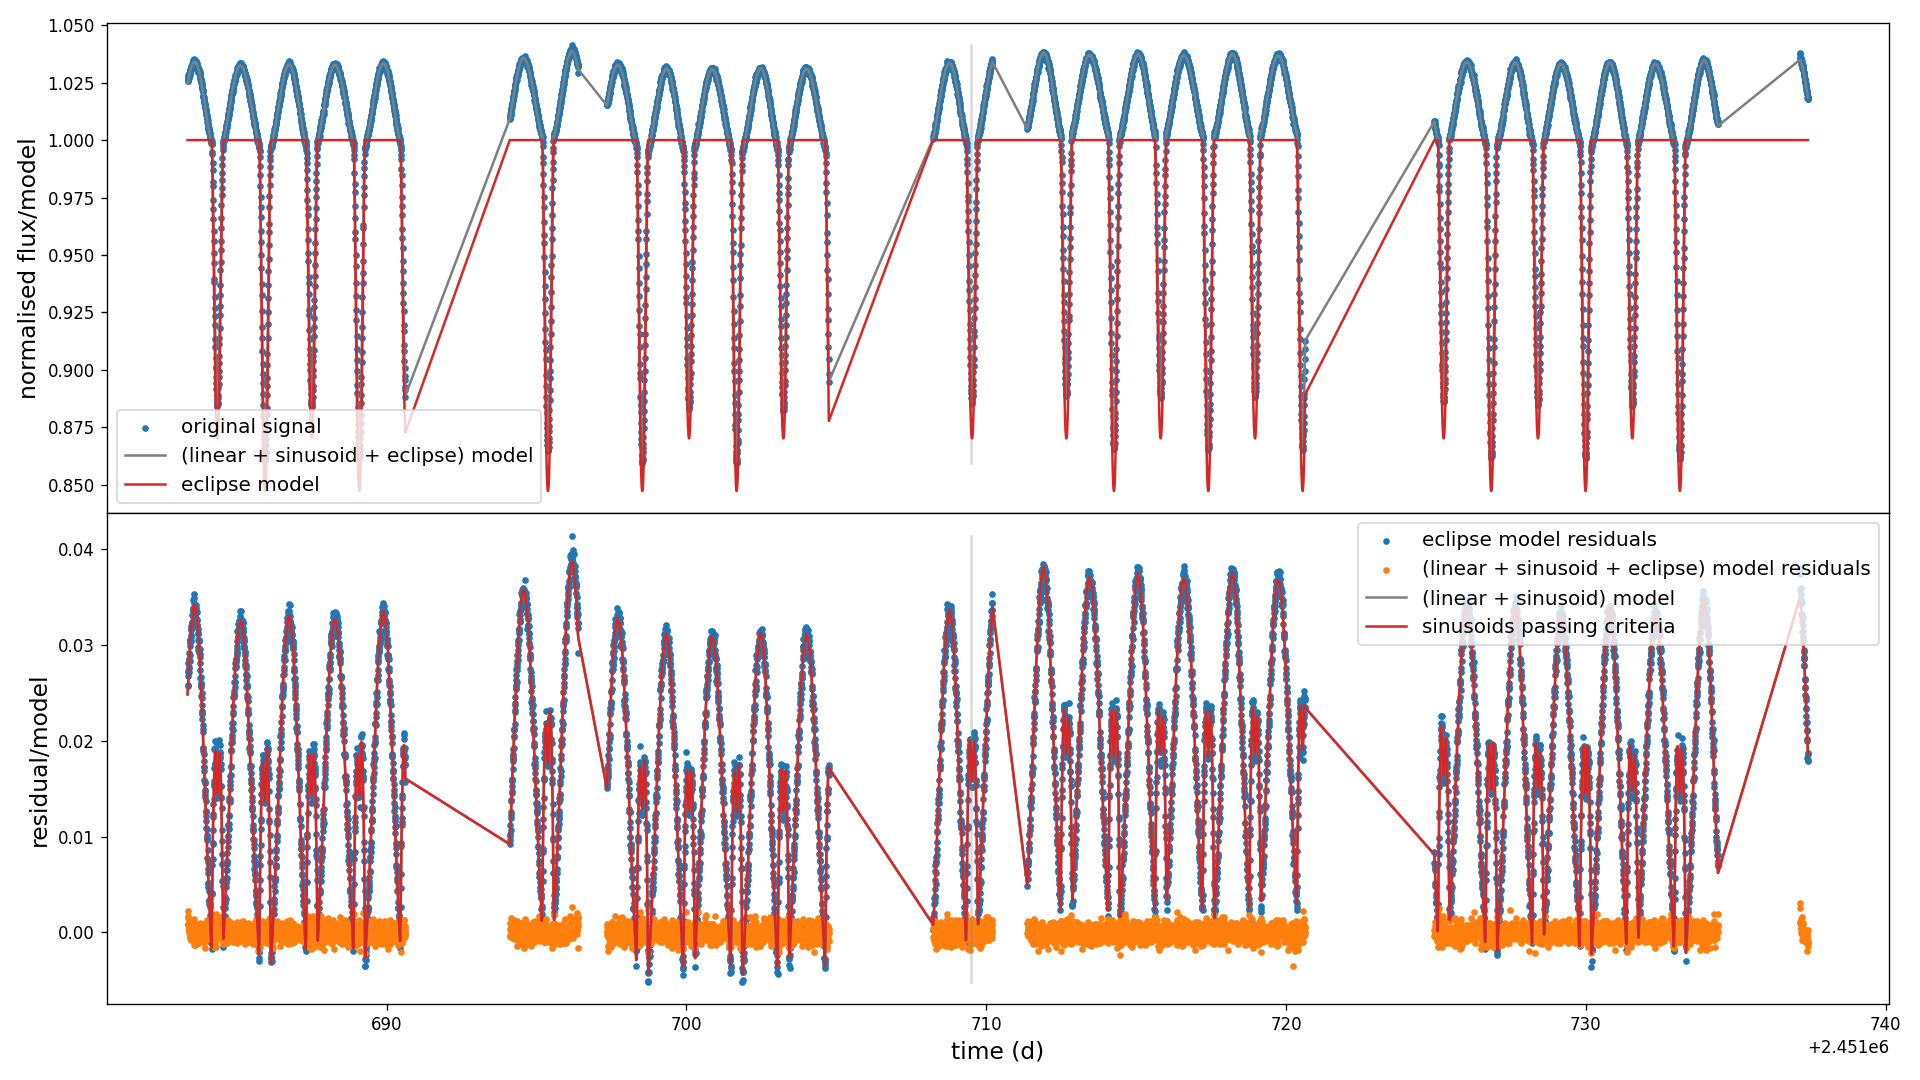 1.050
1.025
1.000
0.975
0.950
0.925
0.900
0.875
0.850
normalised flux/model
original signal
(linear + sinusoid + eclipse) model
eclipse model
0.04
0.03
0.02
0.01
0.00
residual/model
eclipse model residuals
(linear + sinusoid + eclipse) model residuals
(linear + sinusoid) model
sinusoids passing criteria
690
700
710
720
730
740
time (d)
+2.451e6